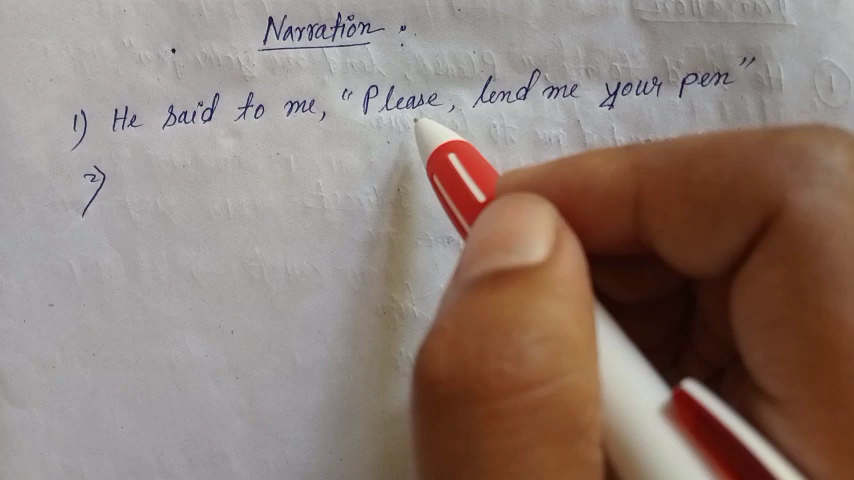 Narration :
1) He said to me, "Please, lend me your pen"
2)